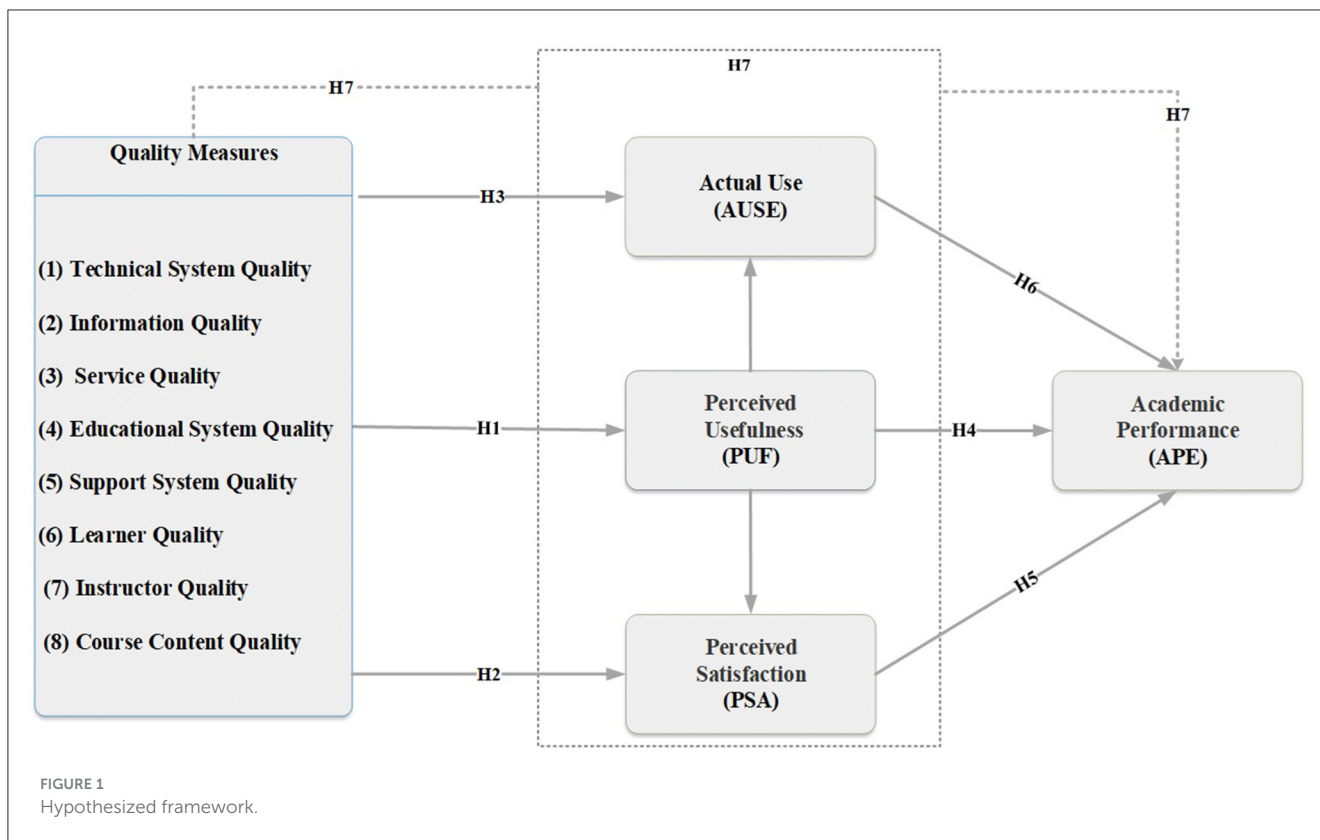 H7
H7
H7
Quality Measures
(1) Technical System Quality
(2) Information Quality
(3) Service Quality
(4) Educational System Quality
(5) Support System Quality
(6) Learner Quality
(7) Instructor Quality
(8) Course Content Quality
H3
H1
H2
Actual Use
(AUSE)
Perceived
Usefulness
(PUF)
Perceived
Satisfaction
(PSA)
H6
H4
H5
Academic
Performance
(APE)
FIGURE 1
Hypothesized framework.